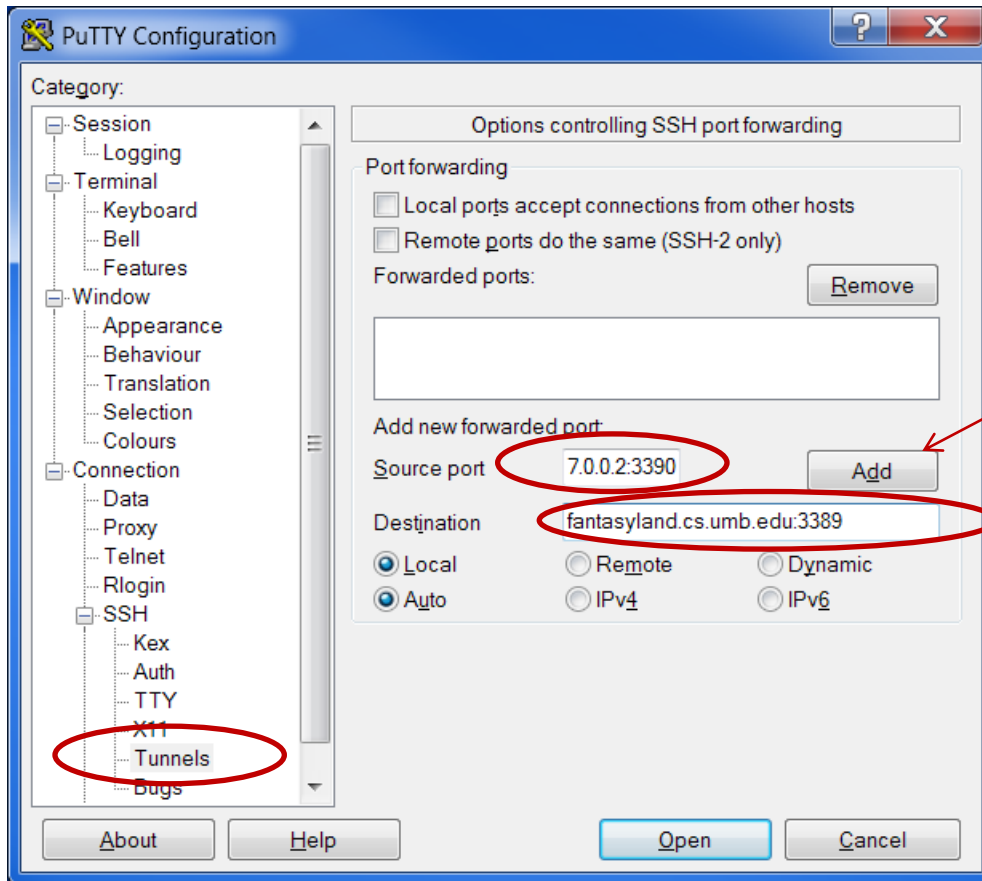 PuTTY Configuration
Category:
Session
Logging
Terminal
Keyboard
Bell
Features
Window
Appearance
Behaviour
Translation
Selection
Colours
Connection
Data
Proxy
Telnet
Rlogin
SSH
Kex
Auth
TTY
X11
Tunnels
Bugs
Options controlling SSH port forwarding
Port forwarding
Local ports accept connections from other hosts
Remote ports do the same (SSH-2 only)
Forwarded ports:
Remove
Add new forwarded port:
Source port 7.0.0.2:3390 Add
Destination fantasyland.cs.umb.edu:3389
Local Remote Dynamic
Auto IPv4 IPv6
About Help Open Cancel